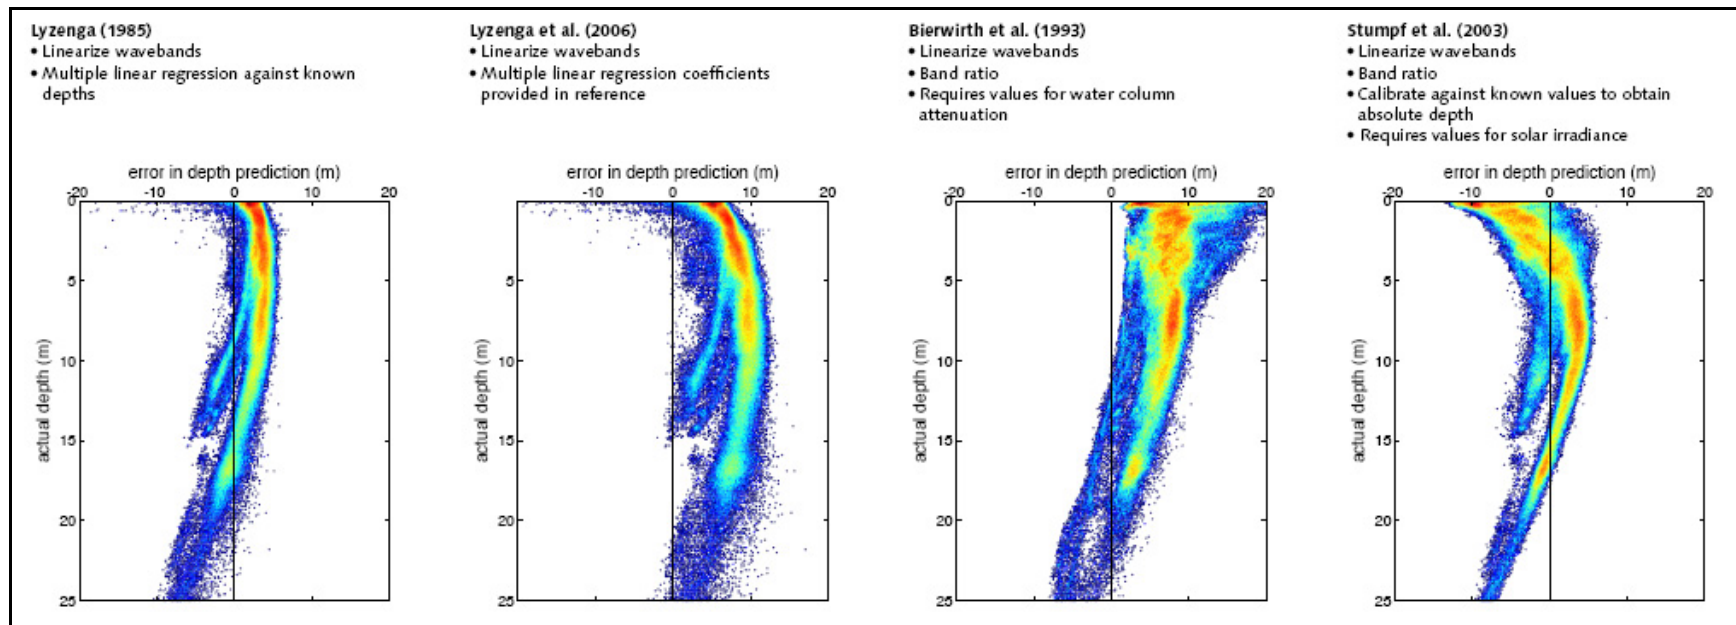 Lyzenga (1985)
• Linearize wavebands
• Multiple linear regression against known
depths
error in depth prediction (m)
-20 -10 0 10 20
0
5
10
15
20
25
actual depth (m)
Lyzenga et al. (2006)
• Linearize wavebands
• Multiple linear regression coefficients
provided in reference
error in depth prediction (m)
-20 -10 0 10 20
0
5
10
15
20
25
actual depth (m)
Bierwirth et al. (1993)
• Linearize wavebands
• Band ratio
• Requires values for water column
attenuation
error in depth prediction (m)
-20 -10 0 10 20
0
5
10
15
20
25
actual depth (m)
Stumpf et al. (2003)
• Linearize wavebands
• Band ratio
• Calibrate against known values to obtain
absolute depth
• Requires values for solar irradiance
error in depth prediction (m)
-20 -10 0 10 20
0
5
10
15
20
25
actual depth (m)